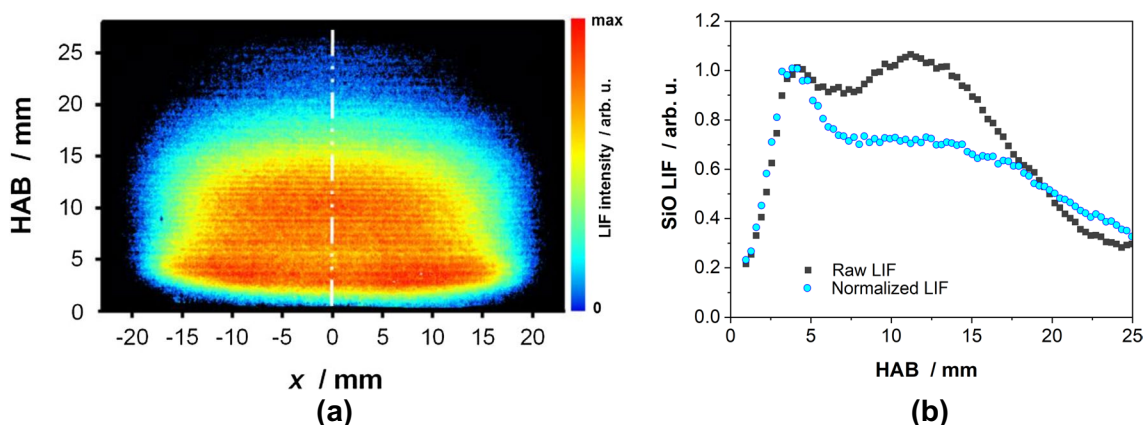 HAB / mm
25
20
15
10
5
0
-20 -15 -10 -5 0 5 10 15 20
x / mm
max
LIF intensity / arb. u.
0
(a)
SiO LIF / arb. u.
1.0
0.8
0.6
0.4
0.2
0.0
0 5 10 15 20 25
HAB / mm
Raw LIF
Normalized LIF
(b)